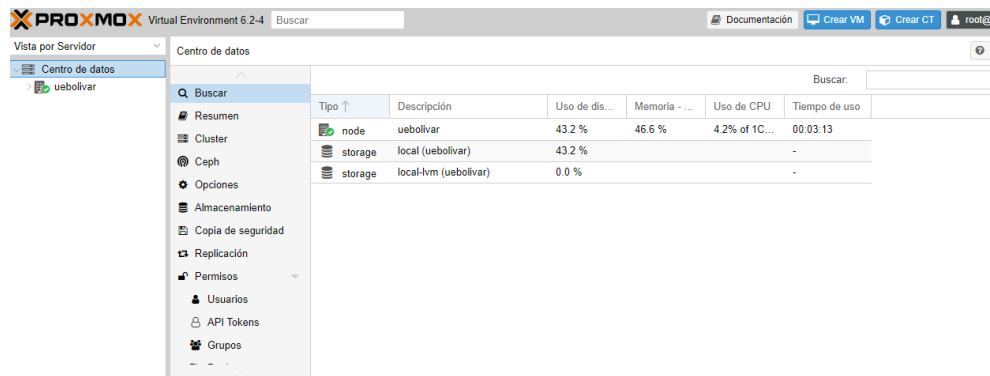 PROXMOX Virtual Environment 6.2-4 Buscar Documentación Crear VM Crear CT root@
Vista por Servidor
Centro de datos
uebolivar
Centro de datos
Buscar
Resumen
Cluster
Ceph
Opciones
Almacenamiento
Copia de seguridad
Replicación
Permisos
Usuarios
API Tokens
Grupos
Buscar:
Tipo ↑ Descripción Uso de dis... Memoria - ... Uso de CPU Tiempo de uso
node uebolivar 43.2 % 46.6 % 4.2% of 1C... 00:03:13
storage local (uebolivar) 43.2 % -
storage local-lvm (uebolivar) 0.0 % -